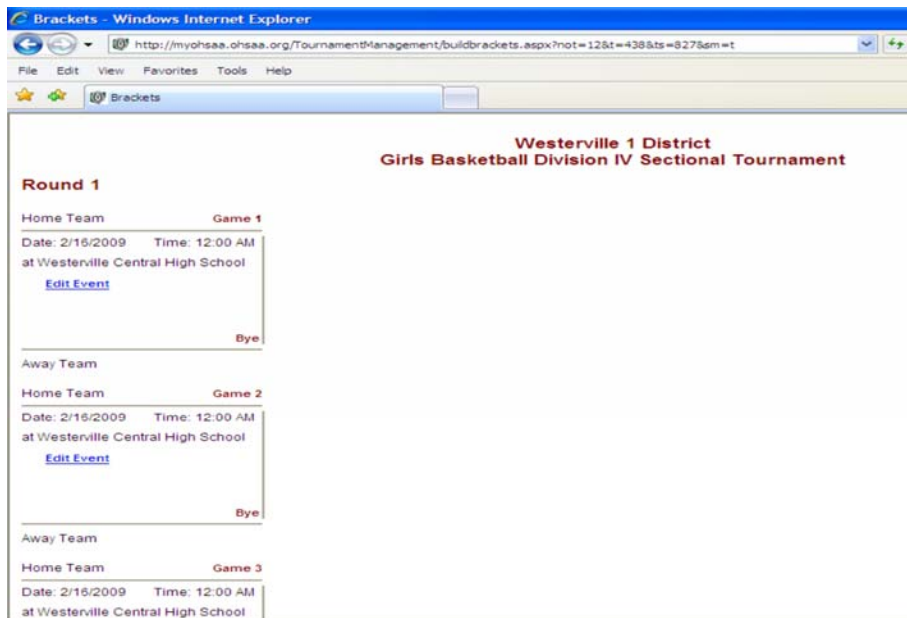 Brackets - Windows Internet Explorer
http://myohsaa.ohsaa.org/TournamentManagement/buildbrackets.aspx?not=12&t=438&ts=827&sm=t
File Edit View Favorites Tools Help
Brackets
Westerville 1 District
Girls Basketball Division IV Sectional Tournament
Round 1
Home Team Game 1
Date: 2/16/2009 Time: 12:00 AM
at Westerville Central High School
Edit Event
Bye
Away Team
Home Team Game 2
Date: 2/16/2009 Time: 12:00 AM
at Westerville Central High School
Edit Event
Bye
Away Team
Home Team Game 3
Date: 2/16/2009 Time: 12:00 AM
at Westerville Central High School